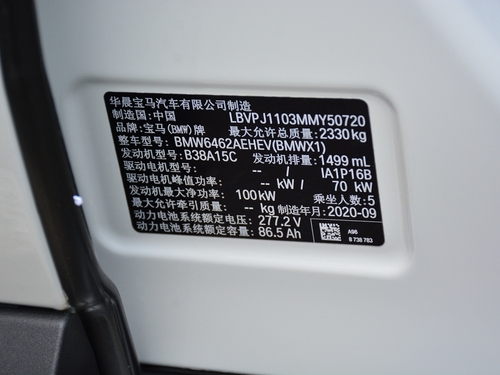 华晨宝马汽车有限公司制造
制造国: 中国 LBVPJ1103MMY50720
品牌: 宝马(BMW)牌 最大允许总质量: 2330 kg
整车型号: BMW6462AEHEV(BMWX1)
发动机型号: B38A15C 发动机排量: 1499 mL
驱动电机型号: -- / IA1P16B
驱动电机峰值功率: -- kW / 70 kW
发动机最大净功率: 100 kW 乘坐人数: 5
最大允许牵引质量: -- kg 制造年月: 2020-09
动力电池系统额定电压: 277.2 V
动力电池系统额定容量: 86.5 Ah
A96
8 738 783